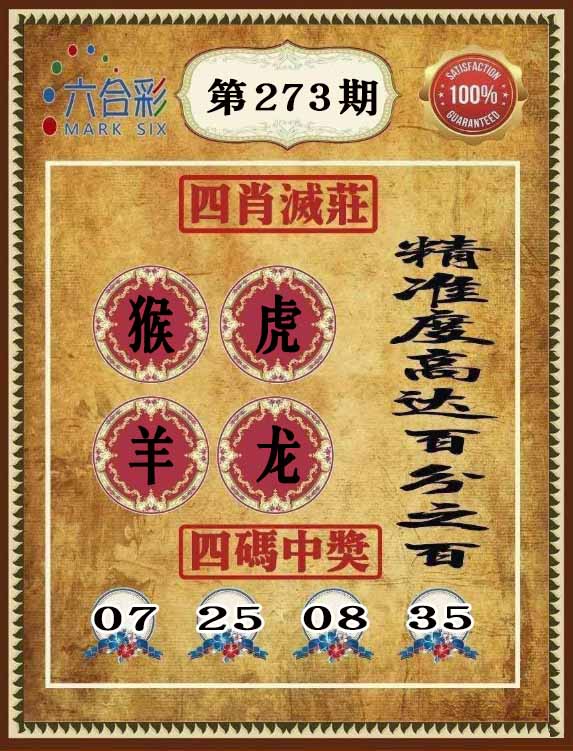 六合彩
MARK SIX
第273期
SATISFACTION
100%
GUARANTEED
四肖滅莊
猴
虎
羊
龙
精准度高达百分之百
四碼中獎
07
25
08
35